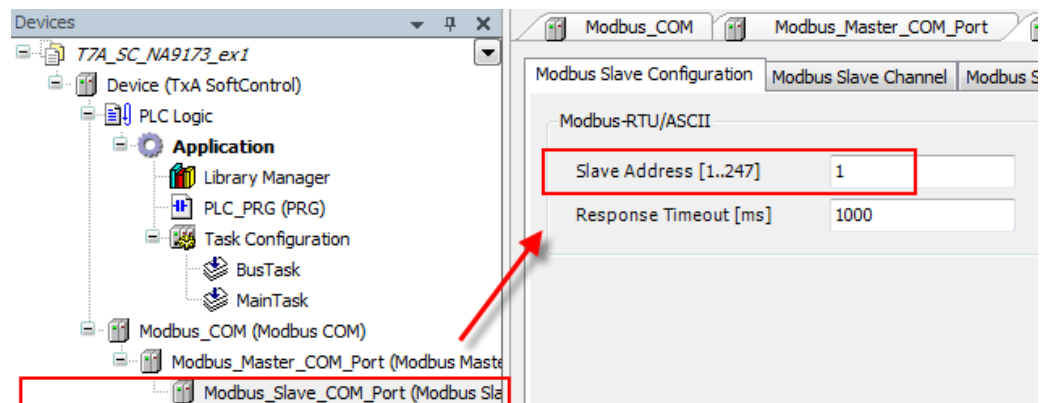 Devices
T7A_SC_NA9173_ex1
Device (TxA SoftControl)
PLC Logic
Application
Library Manager
PLC_PRG (PRG)
Task Configuration
BusTask
MainTask
Modbus_COM (Modbus COM)
Modbus_Master_COM_Port (Modbus Maste
Modbus_Slave_COM_Port (Modbus Sla
Modbus_COM Modbus_Master_COM_Port
Modbus Slave Configuration Modbus Slave Channel Modbus S
Modbus-RTU/ASCII
Slave Address [1..247] 1
Response Timeout [ms] 1000